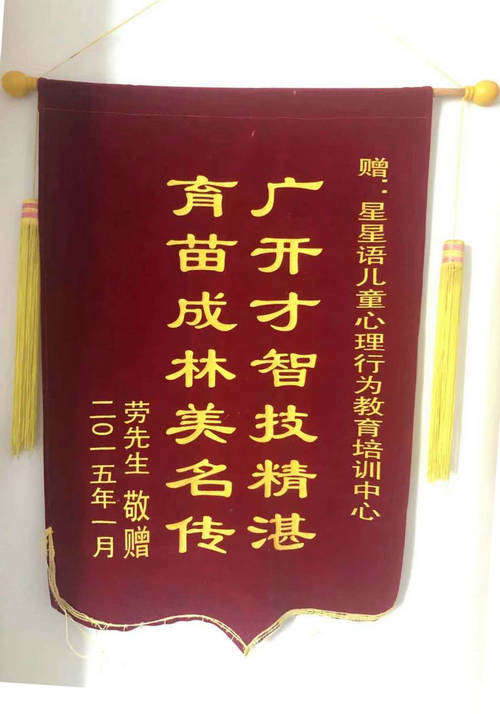 赠：星星语儿童心理行为教育培训中心
广开才智技精湛
育苗成林美名传
劳先生 敬赠
二〇一五年一月